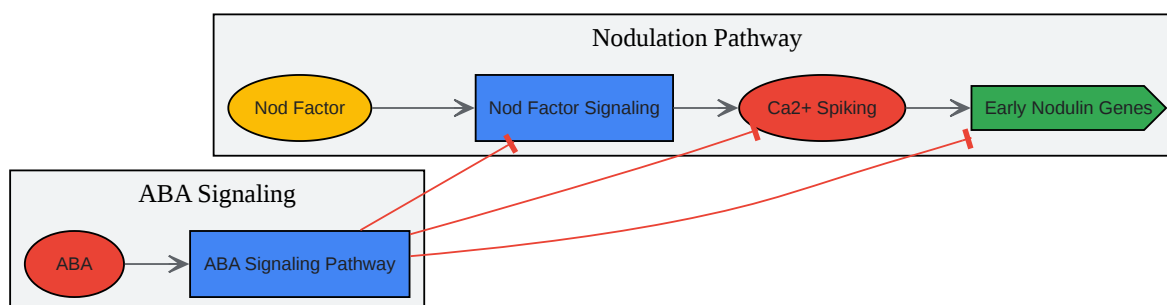 Nodulation Pathway
Nod Factor
Nod Factor Signaling
Ca2+ Spiking
Early Nodulin Genes
ABA Signaling
ABA
ABA Signaling Pathway